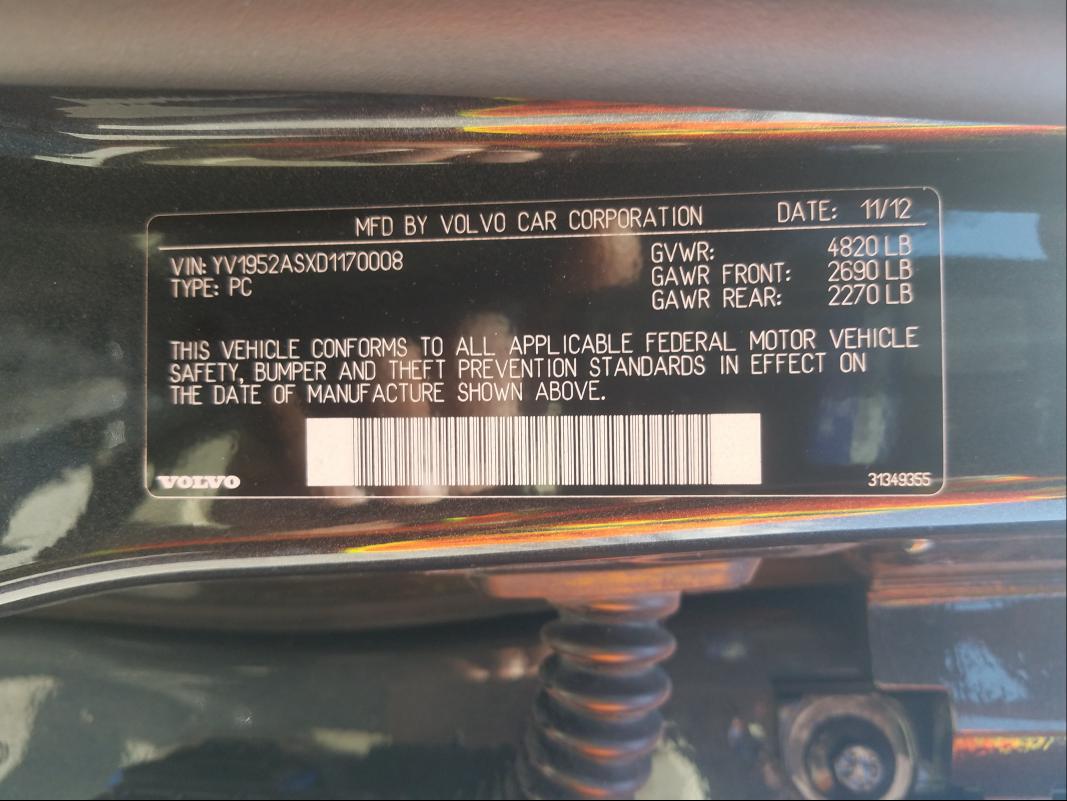 MFD BY VOLVO CAR CORPORATION DATE: 11/12
VIN: YV1952ASXD1170008 GVWR: 4820 LB
TYPE: PC GAWR FRONT: 2690 LB
GAWR REAR: 2270 LB
THIS VEHICLE CONFORMS TO ALL APPLICABLE FEDERAL MOTOR VEHICLE
SAFETY, BUMPER AND THEFT PREVENTION STANDARDS IN EFFECT ON
THE DATE OF MANUFACTURE SHOWN ABOVE.
VOLVO 31349355